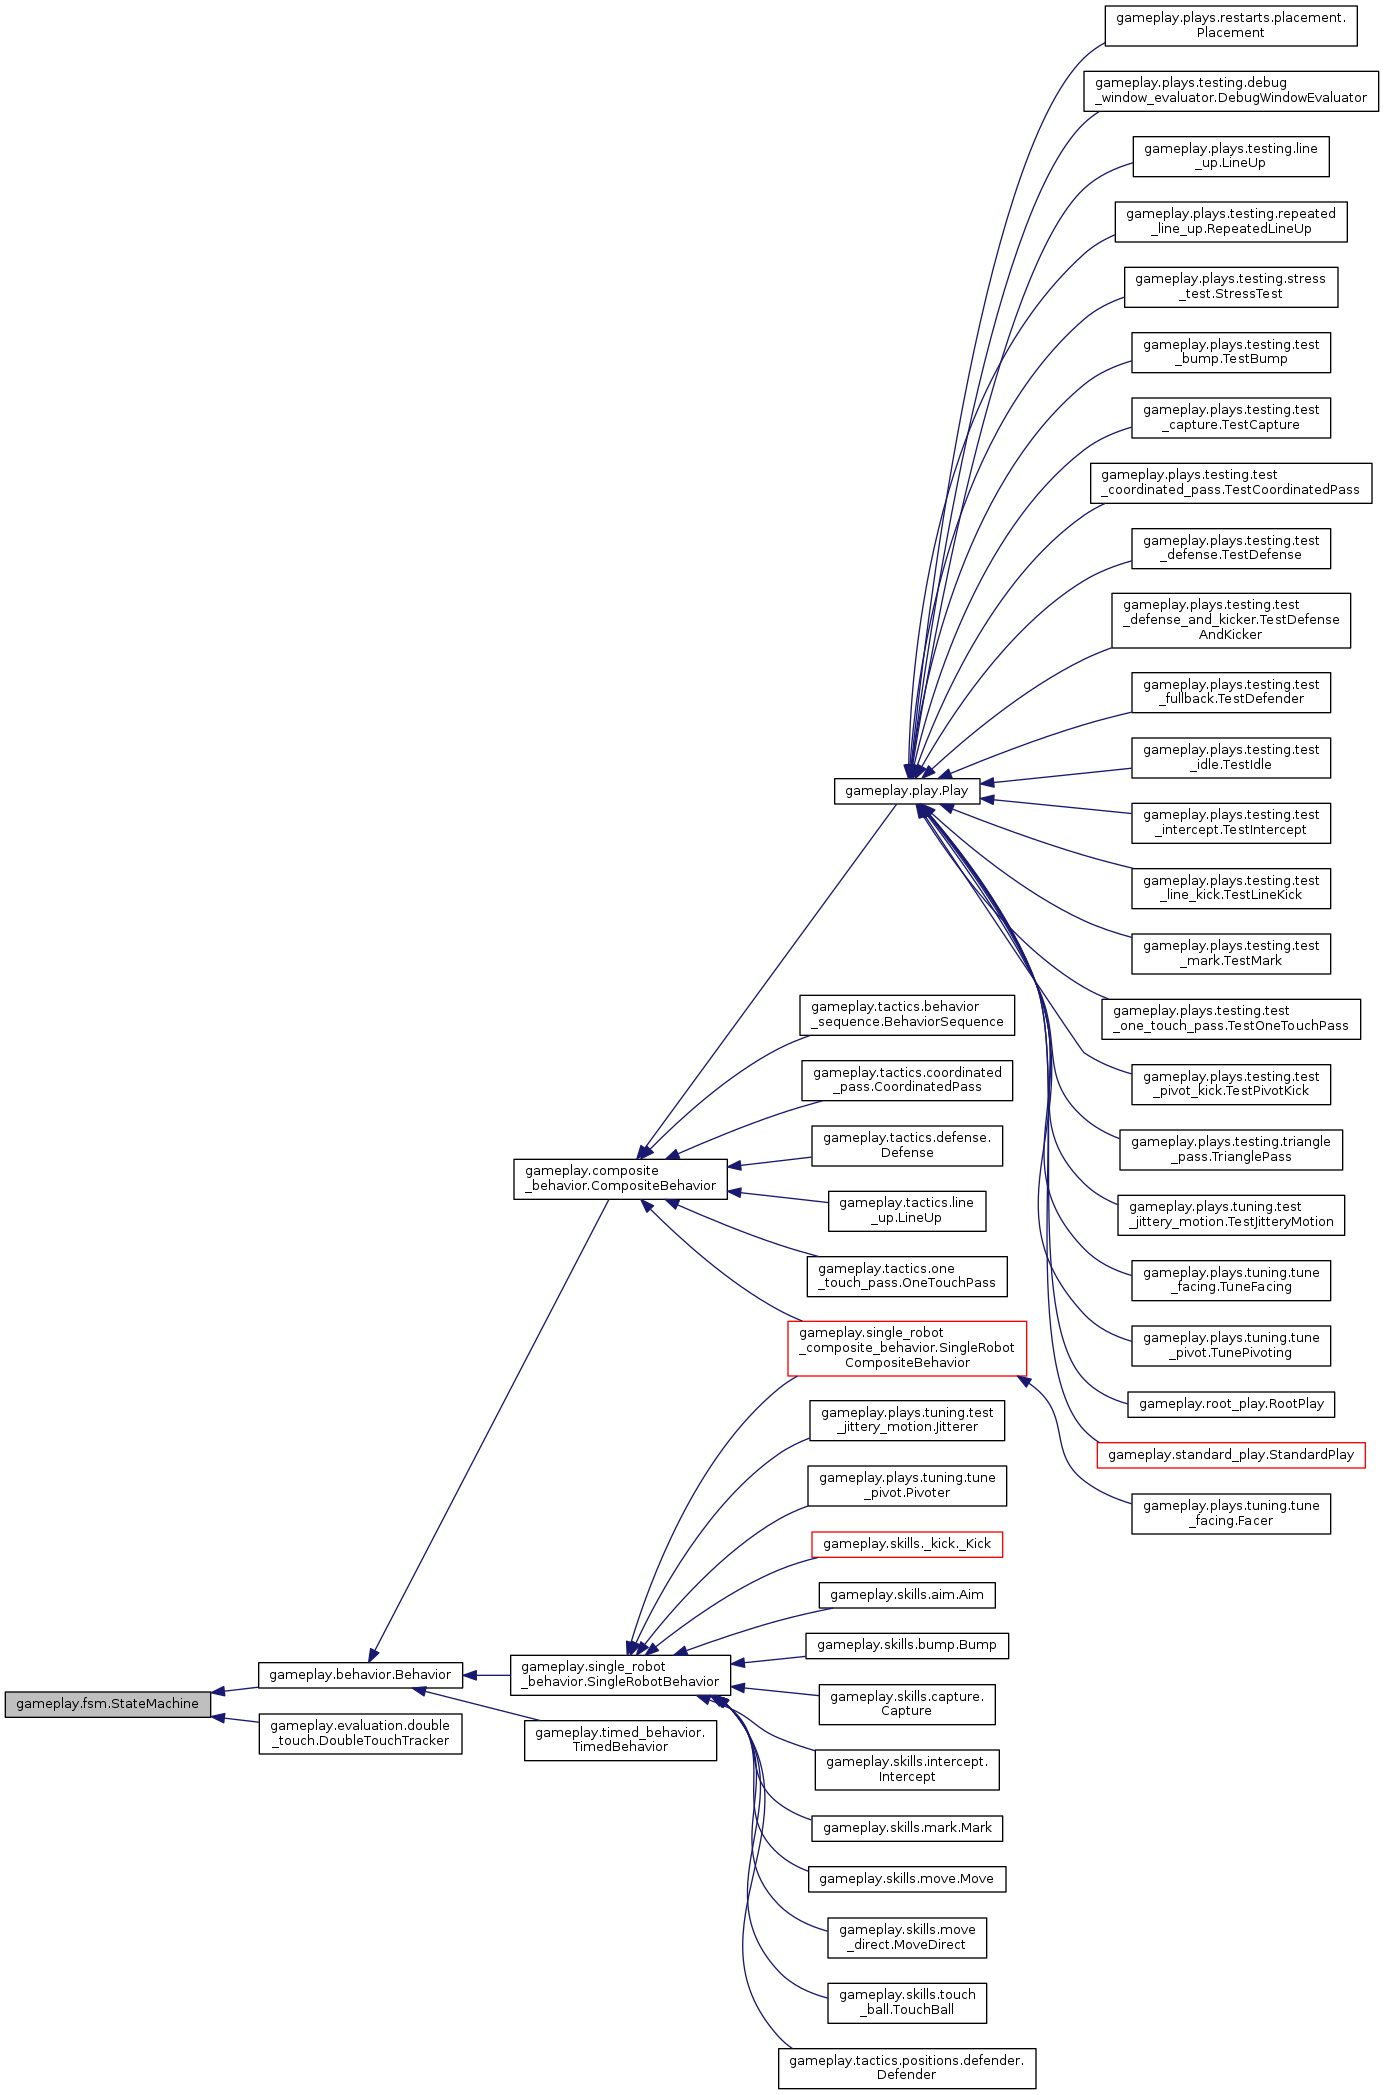 gameplay.plays.restarts.placement.
Placement
gameplay.plays.testing.debug
_window_evaluator.DebugWindowEvaluator
gameplay.plays.testing.line
_up.LineUp
gameplay.plays.testing.repeated
_line_up.RepeatedLineUp
gameplay.plays.testing.stress
_test.StressTest
gameplay.plays.testing.test
_bump.TestBump
gameplay.plays.testing.test
_capture.TestCapture
gameplay.plays.testing.test
_coordinated_pass.TestCoordinatedPass
gameplay.plays.testing.test
_defense.TestDefense
gameplay.plays.testing.test
_defense_and_kicker.TestDefense
AndKicker
gameplay.plays.testing.test
_fullback.TestDefender
gameplay.plays.testing.test
_idle.TestIdle
gameplay.play.Play
gameplay.plays.testing.test
_intercept.TestIntercept
gameplay.plays.testing.test
_line_kick.TestLineKick
gameplay.plays.testing.test
_mark.TestMark
gameplay.plays.testing.test
_one_touch_pass.TestOneTouchPass
gameplay.plays.testing.test
_pivot_kick.TestPivotKick
gameplay.plays.testing.triangle
_pass.TrianglePass
gameplay.plays.tuning.test
_jittery_motion.TestJitteryMotion
gameplay.plays.tuning.tune
_facing.TuneFacing
gameplay.plays.tuning.tune
_pivot.TunePivoting
gameplay.root_play.RootPlay
gameplay.standard_play.StandardPlay
gameplay.plays.tuning.tune
_facing.Facer
gameplay.tactics.behavior
_sequence.BehaviorSequence
gameplay.tactics.coordinated
_pass.CoordinatedPass
gameplay.tactics.defense.
Defense
gameplay.composite
_behavior.CompositeBehavior
gameplay.tactics.line
_up.LineUp
gameplay.tactics.one
_touch_pass.OneTouchPass
gameplay.single_robot
_composite_behavior.SingleRobot
CompositeBehavior
gameplay.plays.tuning.test
_jittery_motion.Jitterer
gameplay.plays.tuning.tune
_pivot.Pivoter
gameplay.skills._kick._Kick
gameplay.skills.aim.Aim
gameplay.skills.bump.Bump
gameplay.single_robot
_behavior.SingleRobotBehavior
gameplay.behavior.Behavior
gameplay.fsm.StateMachine
gameplay.evaluation.double
_touch.DoubleTouchTracker
gameplay.timed_behavior.
TimedBehavior
gameplay.skills.capture.
Capture
gameplay.skills.intercept.
Intercept
gameplay.skills.mark.Mark
gameplay.skills.move.Move
gameplay.skills.move
_direct.MoveDirect
gameplay.skills.touch
_ball.TouchBall
gameplay.tactics.positions.defender.
Defender